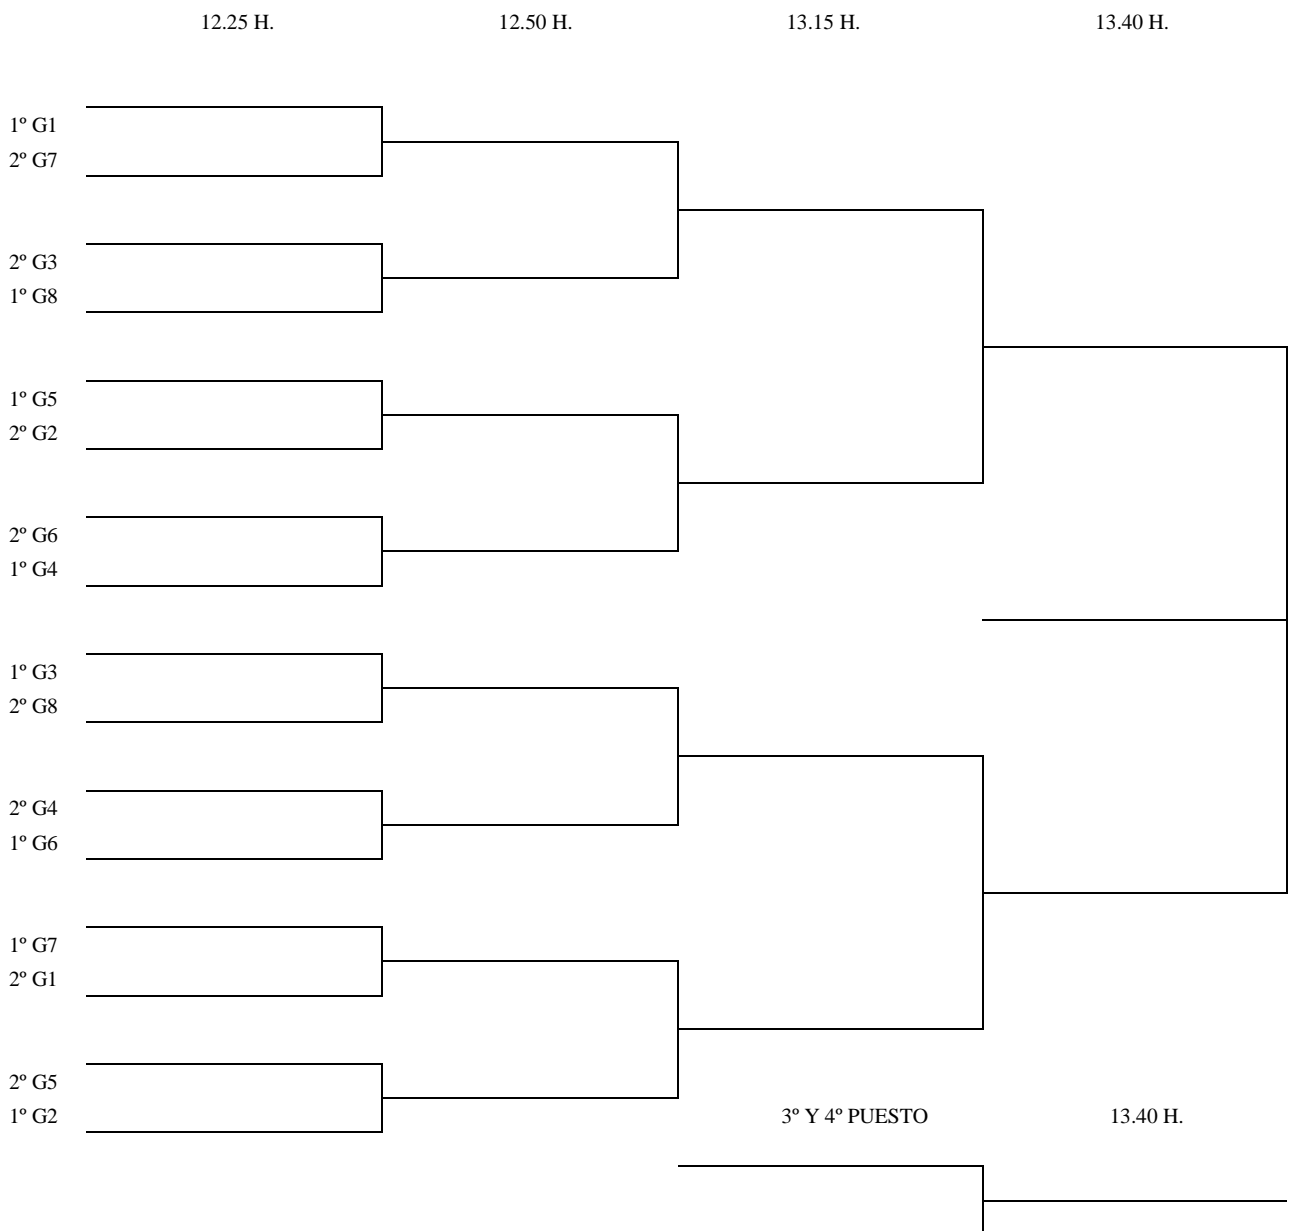 12.25 H. 12.50 H. 13.15 H. 13.40 H.
1º G1
2º G7
2º G3
1º G8
1º G5
2º G2
2º G6
1º G4
1º G3
2º G8
2º G4
1º G6
1º G7
2º G1
2º G5
1º G2 3º Y 4º PUESTO 13.40 H.